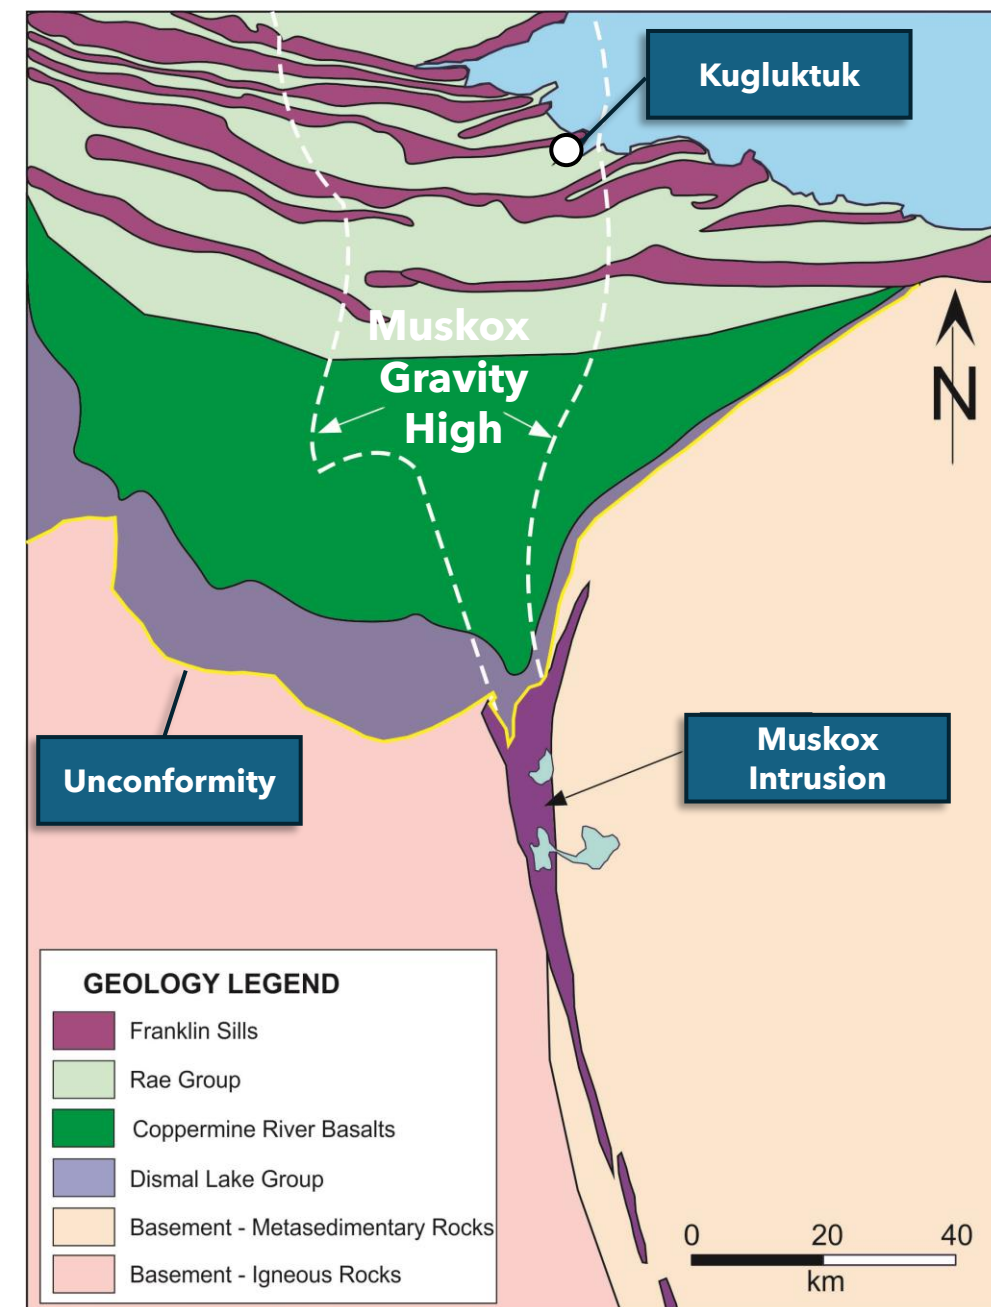 Kugluktuk
Muskox
Gravity
High
N
Muskox
Intrusion
Unconformity
GEOLOGY LEGEND
Franklin Sills
Rae Group
Coppermine River Basalts
Dismal Lake Group
Basement - Metasedimentary Rocks
Basement - Igneous Rocks
0 20 40
km